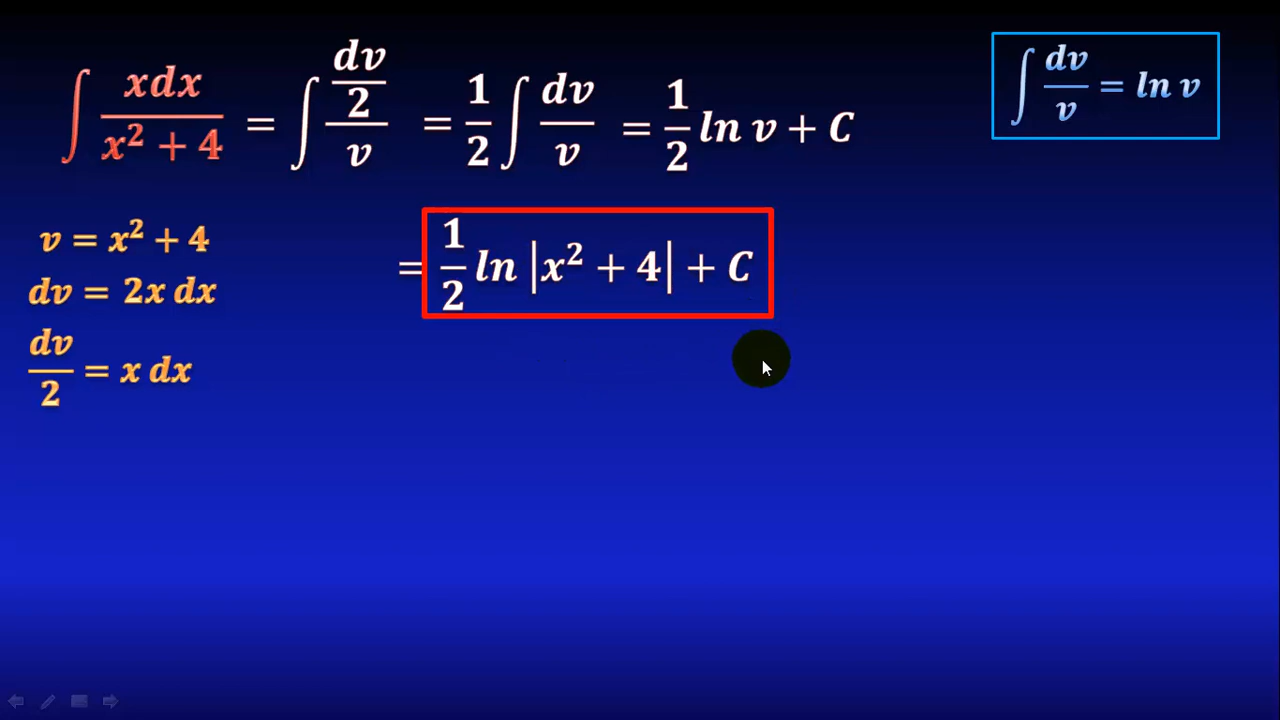 ∫ xdx / x² + 4 = ∫ dv/2 / v = 1/2 ∫ dv/v = 1/2 ln v + C
∫ dv/v = ln v
= 1/2 ln |x² + 4| + C
v = x² + 4
dv = 2x dx
dv/2 = x dx